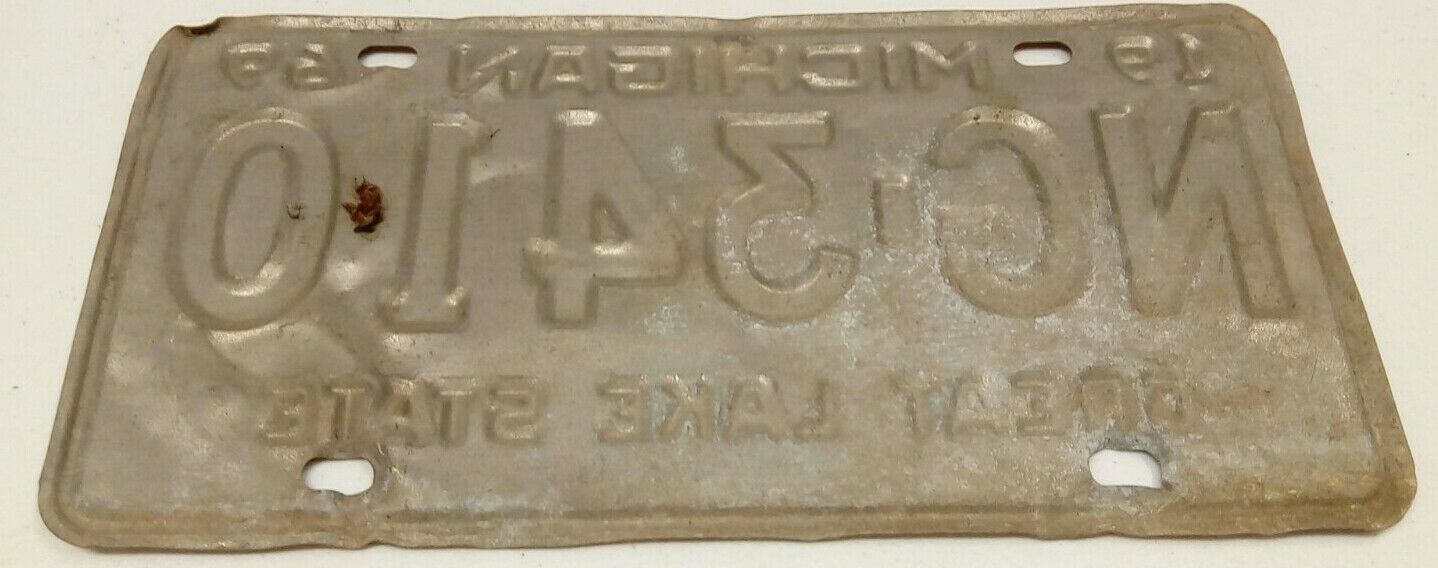 19 MICHIGAN 69
NG-3410
GREAT LAKE STATE